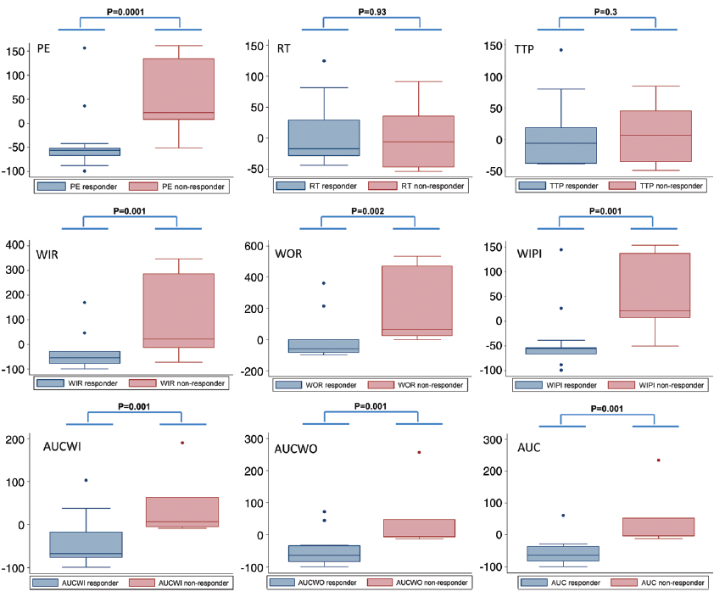 P=0.0001
PE
150
100
50
0
-50
-100
PE responder PE non-responder
P=0.93
RT
150
100
50
0
-50
RT responder RT non-responder
P=0.3
TTP
150
100
50
0
-50
TTP responder TTP non-responder
P=0.001
WIR
400
300
200
100
0
-100
WIR responder WIR non-responder
P=0.002
WOR
600
400
200
0
-200
WOR responder WOR non-responder
P=0.001
WIPI
150
100
50
0
-50
-100
WIPI responder WIPI non-responder
P=0.001
AUCWI
200
100
0
-100
AUCWI responder AUCWI non-responder
P=0.001
AUCWO
300
200
100
0
-100
AUCWO responder AUCWO non-responder
P=0.001
AUC
300
200
100
0
-100
AUC responder AUC non-responder